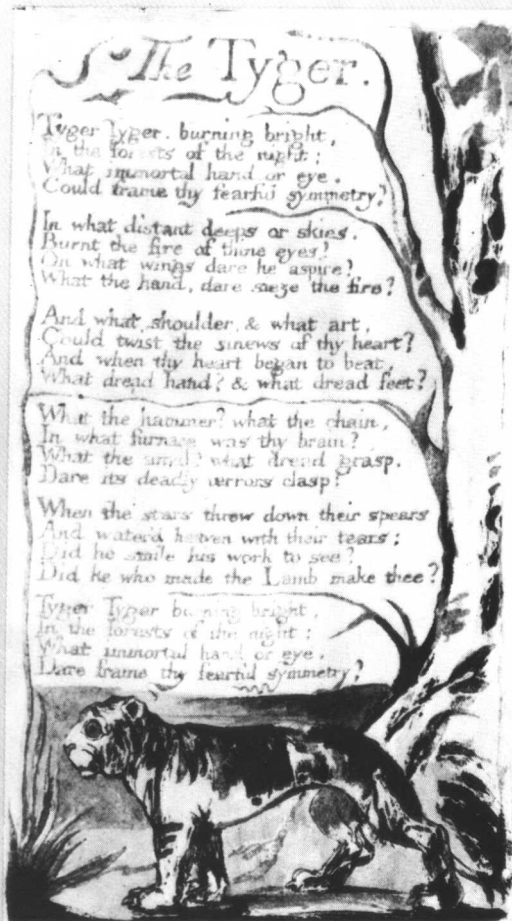 The Tyger.
Tyger Tyger, burning bright,
In the forests of the night;
What immortal hand or eye,
Could frame thy fearful symmetry?
In what distant deeps or skies,
Burnt the fire of thine eyes?
On what wings dare he aspire?
What the hand, dare sieze the fire?
And what shoulder, & what art,
Could twist the sinews of thy heart?
And when thy heart began to beat,
What dread hand? & what dread feet?
What the hammer? what the chain,
In what furnace was thy brain?
What the anvil? what dread grasp,
Dare its deadly terrors clasp?
When the stars threw down their spears
And water'd heaven with their tears:
Did he smile his work to see?
Did he who made the Lamb make thee?
Tyger Tyger burning bright,
In the forests of the night:
What immortal hand or eye,
Dare frame thy fearful symmetry?